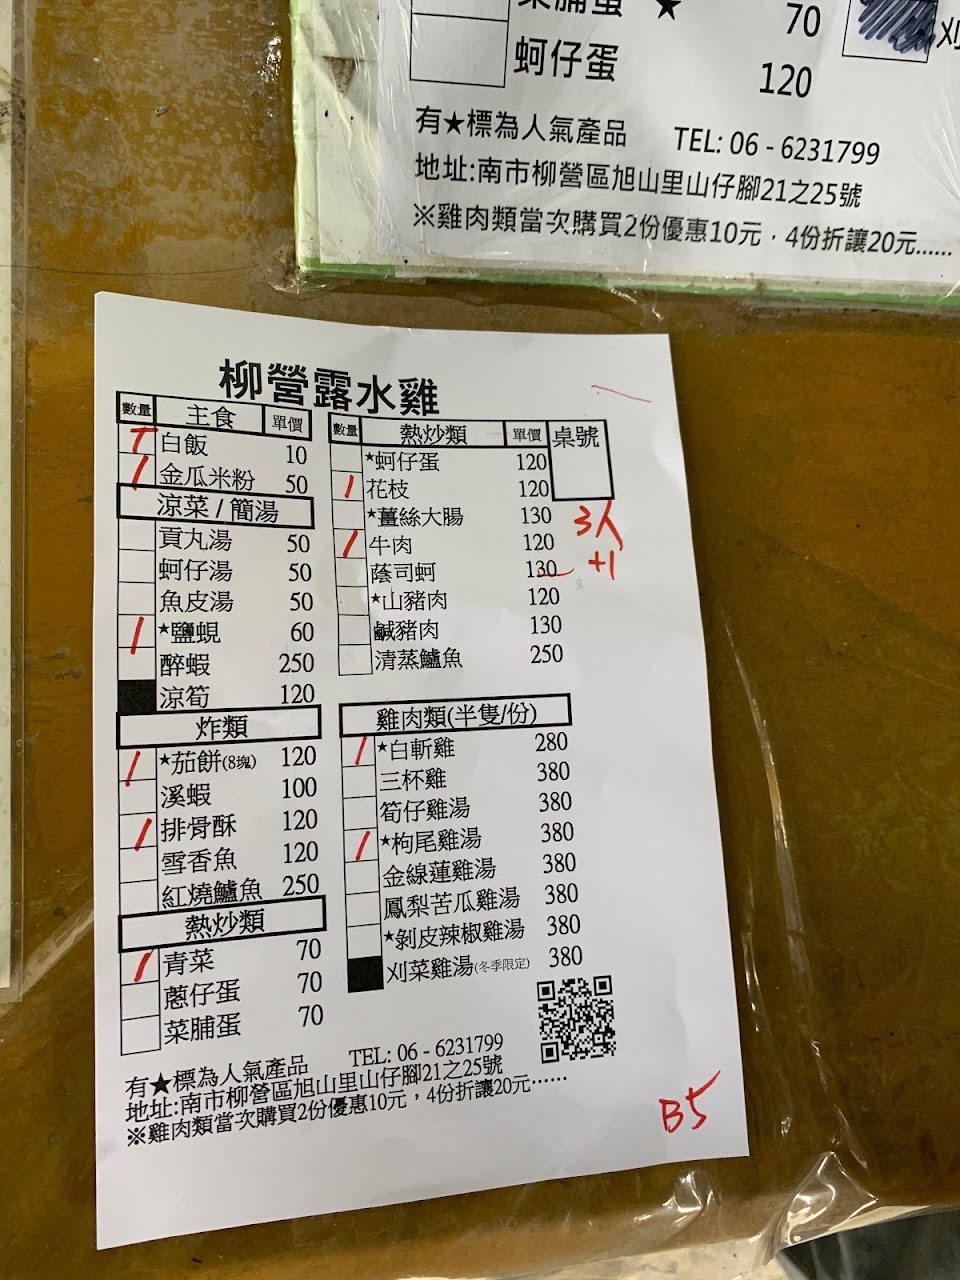 菜脯蛋 ★ 70
蚵仔蛋 120
有★標為人氣產品 TEL: 06 - 6231799
地址:南市柳營區旭山里山仔腳21之25號
※雞肉類當次購買2份優惠10元，4份折讓20元......
柳營露水雞
數量 主食 單價
白飯 10
金瓜米粉 50
涼菜 / 簡湯
貢丸湯 50
蚵仔湯 50
魚皮湯 50
★鹽蜆 60
醉蝦 250
涼筍 120
炸類
★茄餅(8塊) 120
溪蝦 100
排骨酥 120
雪香魚 120
紅燒鱸魚 250
熱炒類
青菜 70
蔥仔蛋 70
菜脯蛋 70
數量 熱炒類 單價 桌號
★蚵仔蛋 120
花枝 120
★薑絲大腸 130
牛肉 120
蔭司蚵 130
★山豬肉 120
鹹豬肉 130
清蒸鱸魚 250
3人
+1
雞肉類(半隻/份)
★白斬雞 280
三杯雞 380
筍仔雞湯 380
★枸尾雞湯 380
金線蓮雞湯 380
鳳梨苦瓜雞湯 380
★剝皮辣椒雞湯 380
刈菜雞湯(冬季限定) 380
有★標為人氣產品 TEL: 06 - 6231799
地址:南市柳營區旭山里山仔腳21之25號
※雞肉類當次購買2份優惠10元，4份折讓20元......
B5